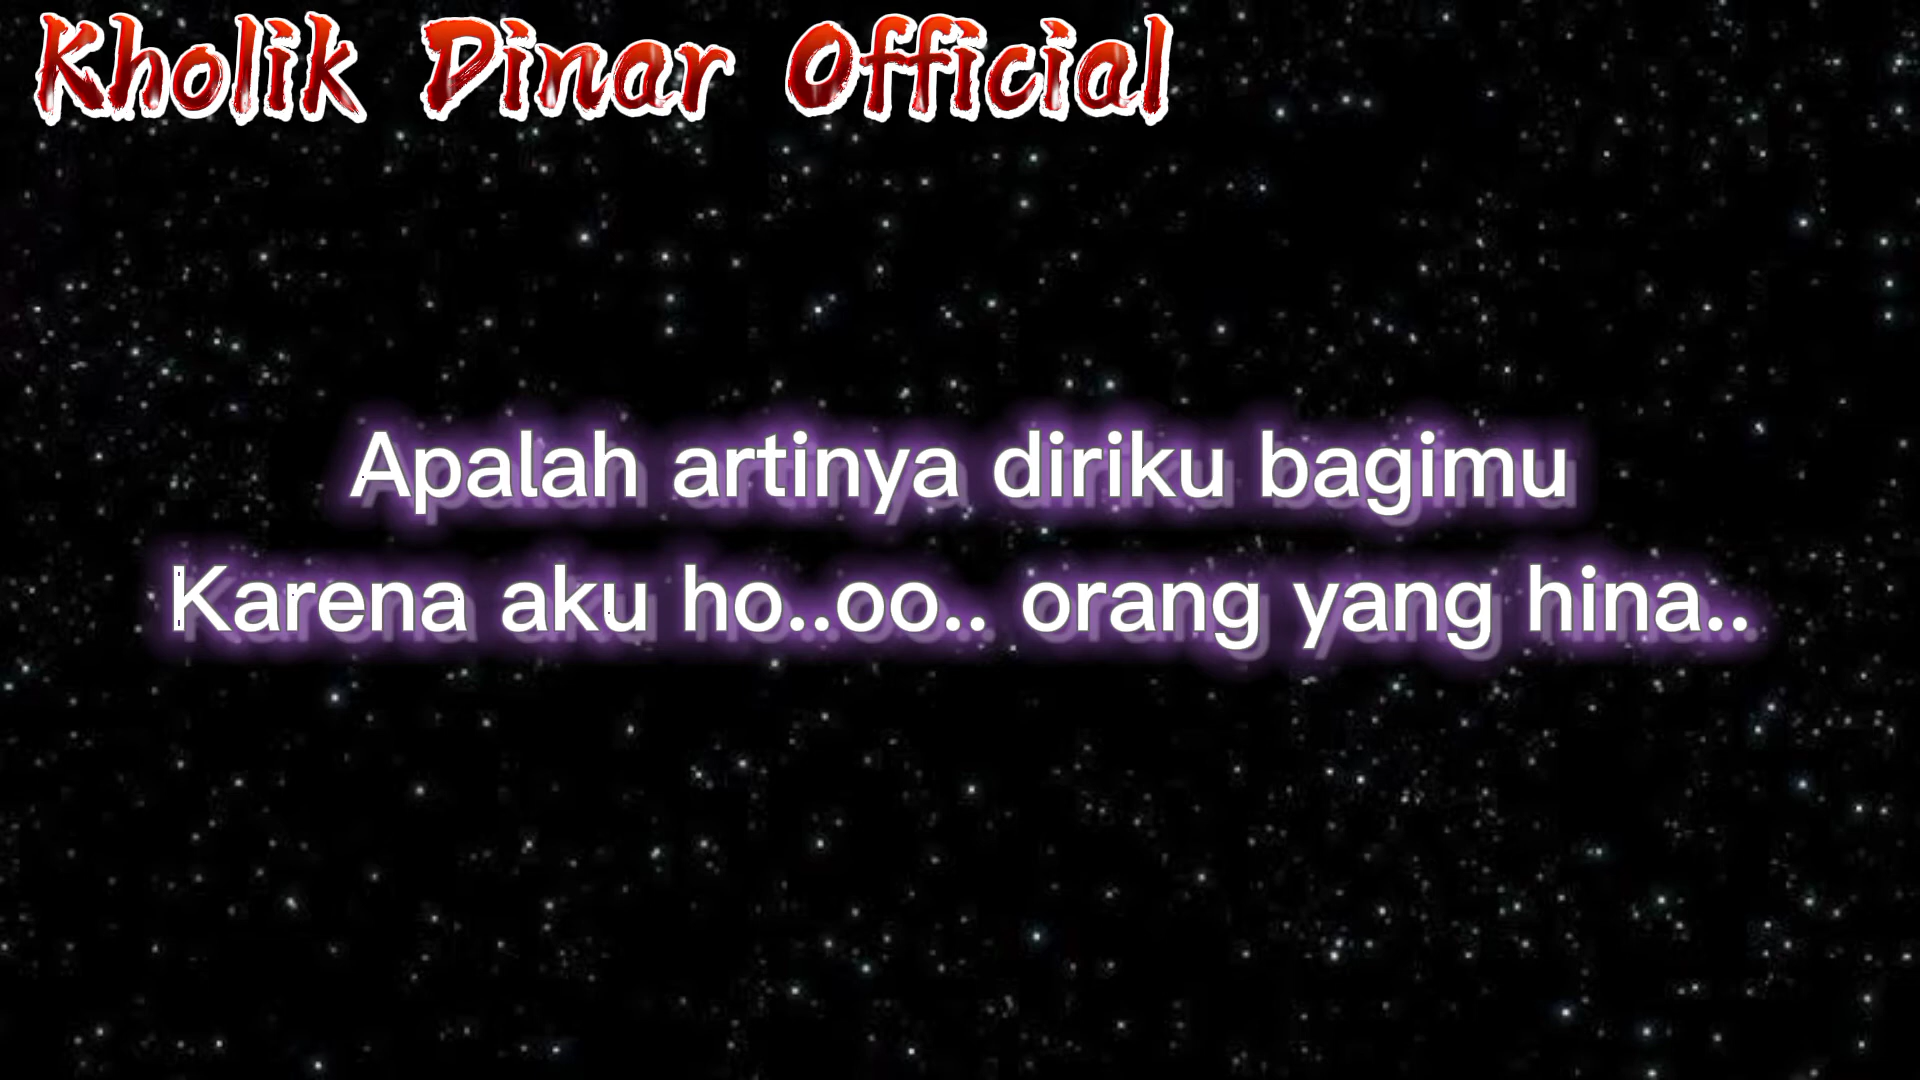 Kholik Dinar Official
Apalah artinya diriku bagimu
Karena aku ho..oo.. orang yang hina..